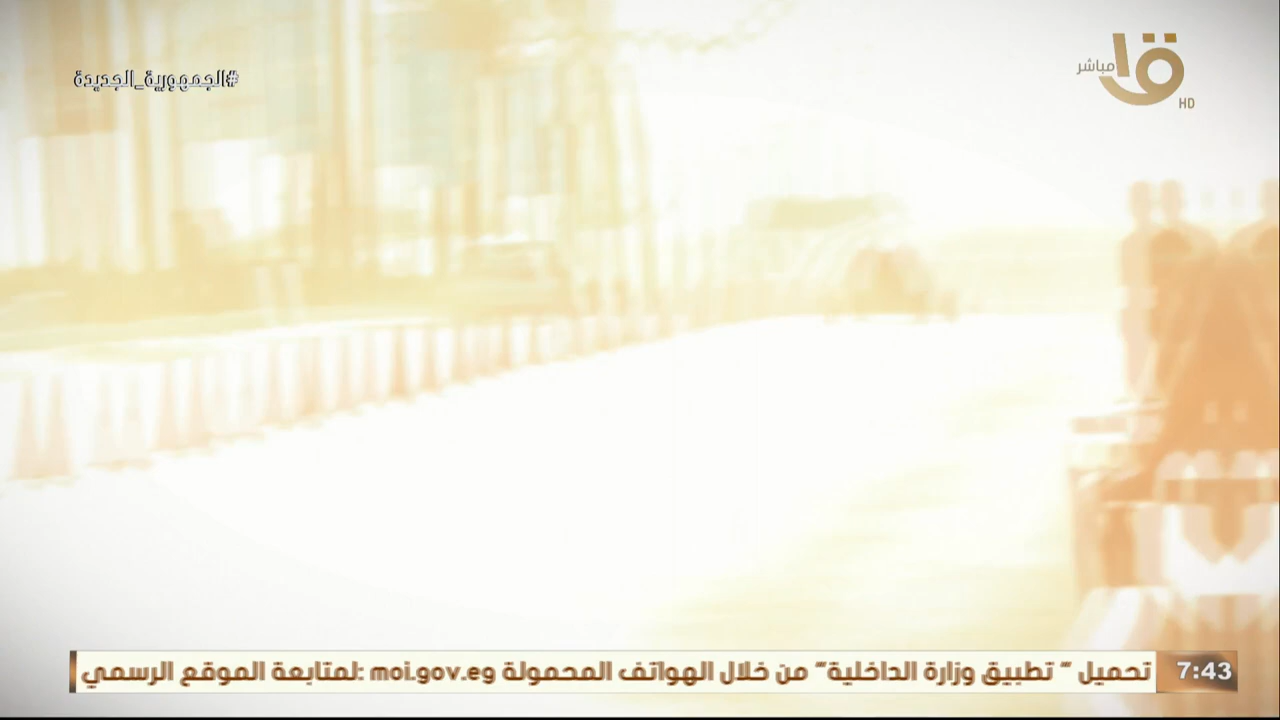 #الجمهورية_الجديدة
مباشر
HD
7:43
تحميل " تطبيق وزارة الداخلية" من خلال الهواتف المحمولة moi.gov.eg :لمتابعة الموقع الرسمي